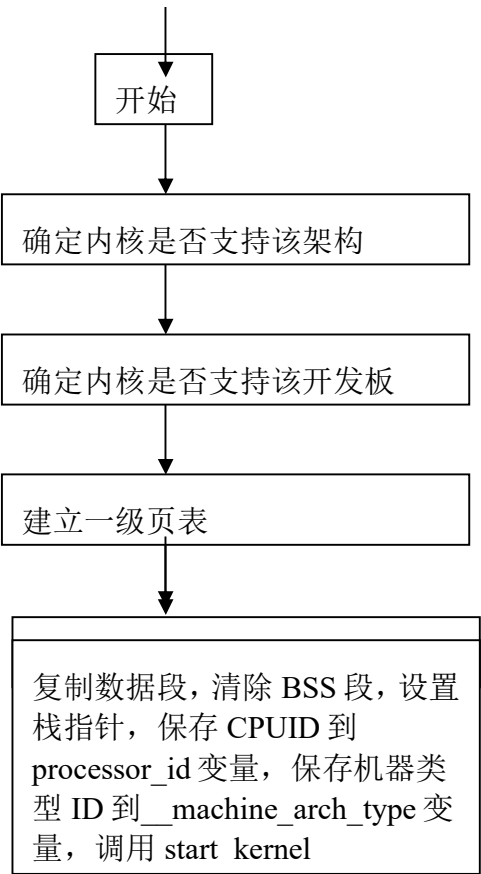 开始
确定内核是否支持该架构
确定内核是否支持该开发板
建立一级页表
复制数据段，清除 BSS 段，设置
栈指针，保存 CPUID 到
processor_id 变量，保存机器类
型 ID 到__machine_arch_type 变
量，调用 start_kernel